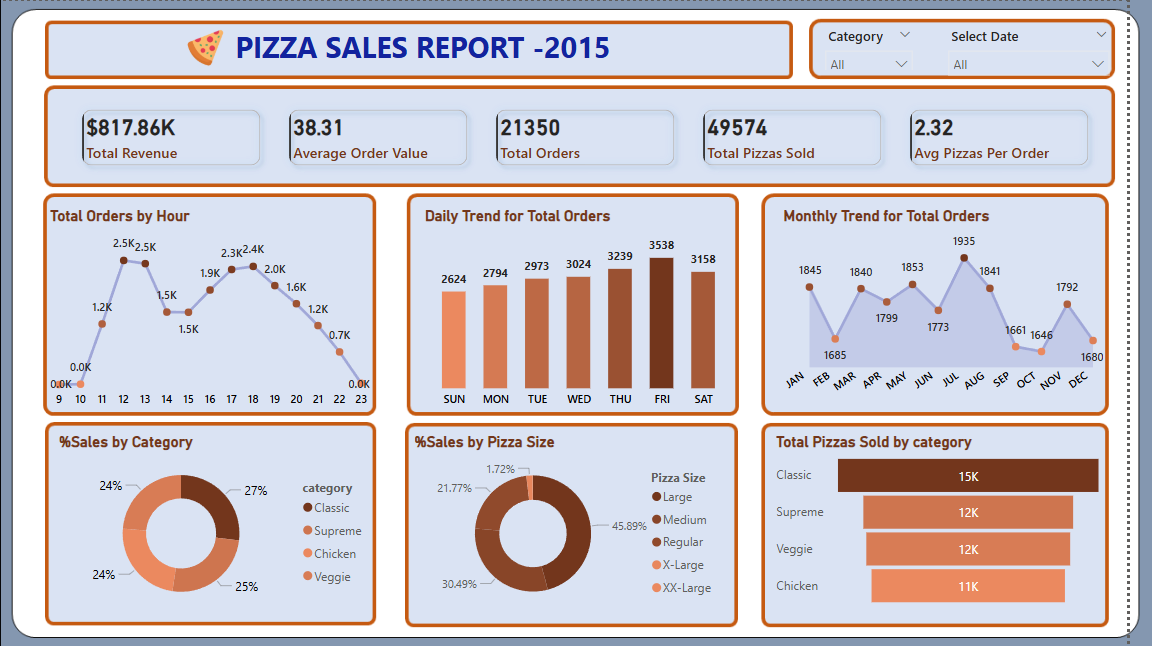 PIZZA SALES REPORT -2015
Category
Select Date
All
All
$817.86K
Total Revenue
38.31
Average Order Value
21350
Total Orders
49574
Total Pizzas Sold
2.32
Avg Pizzas Per Order
Total Orders by Hour
2.5K 2.5K
2.3K 2.4K
2.0K
1.9K
1.5K
1.6K
1.2K
1.2K
1.5K
0.7K
0.0K
0.0K
0.0K
9 10 11 12 13 14 15 16 17 18 19 20 21 22 23
Daily Trend for Total Orders
2624 2794 2973 3024 3239 3538 3158
SUN MON TUE WED THU FRI SAT
Monthly Trend for Total Orders
1845 1685 1840 1799 1853 1773 1935 1841 1661 1646 1792 1680
JAN FEB MAR APR MAY JUN JUL AUG SEP OCT NOV DEC
%Sales by Category
24%
27%
24%
25%
category
Classic
Supreme
Chicken
Veggie
%Sales by Pizza Size
1.72%
21.77%
45.89%
30.49%
Pizza Size
Large
Medium
Regular
X-Large
XX-Large
Total Pizzas Sold by category
Classic 15K
Supreme 12K
Veggie 12K
Chicken 11K